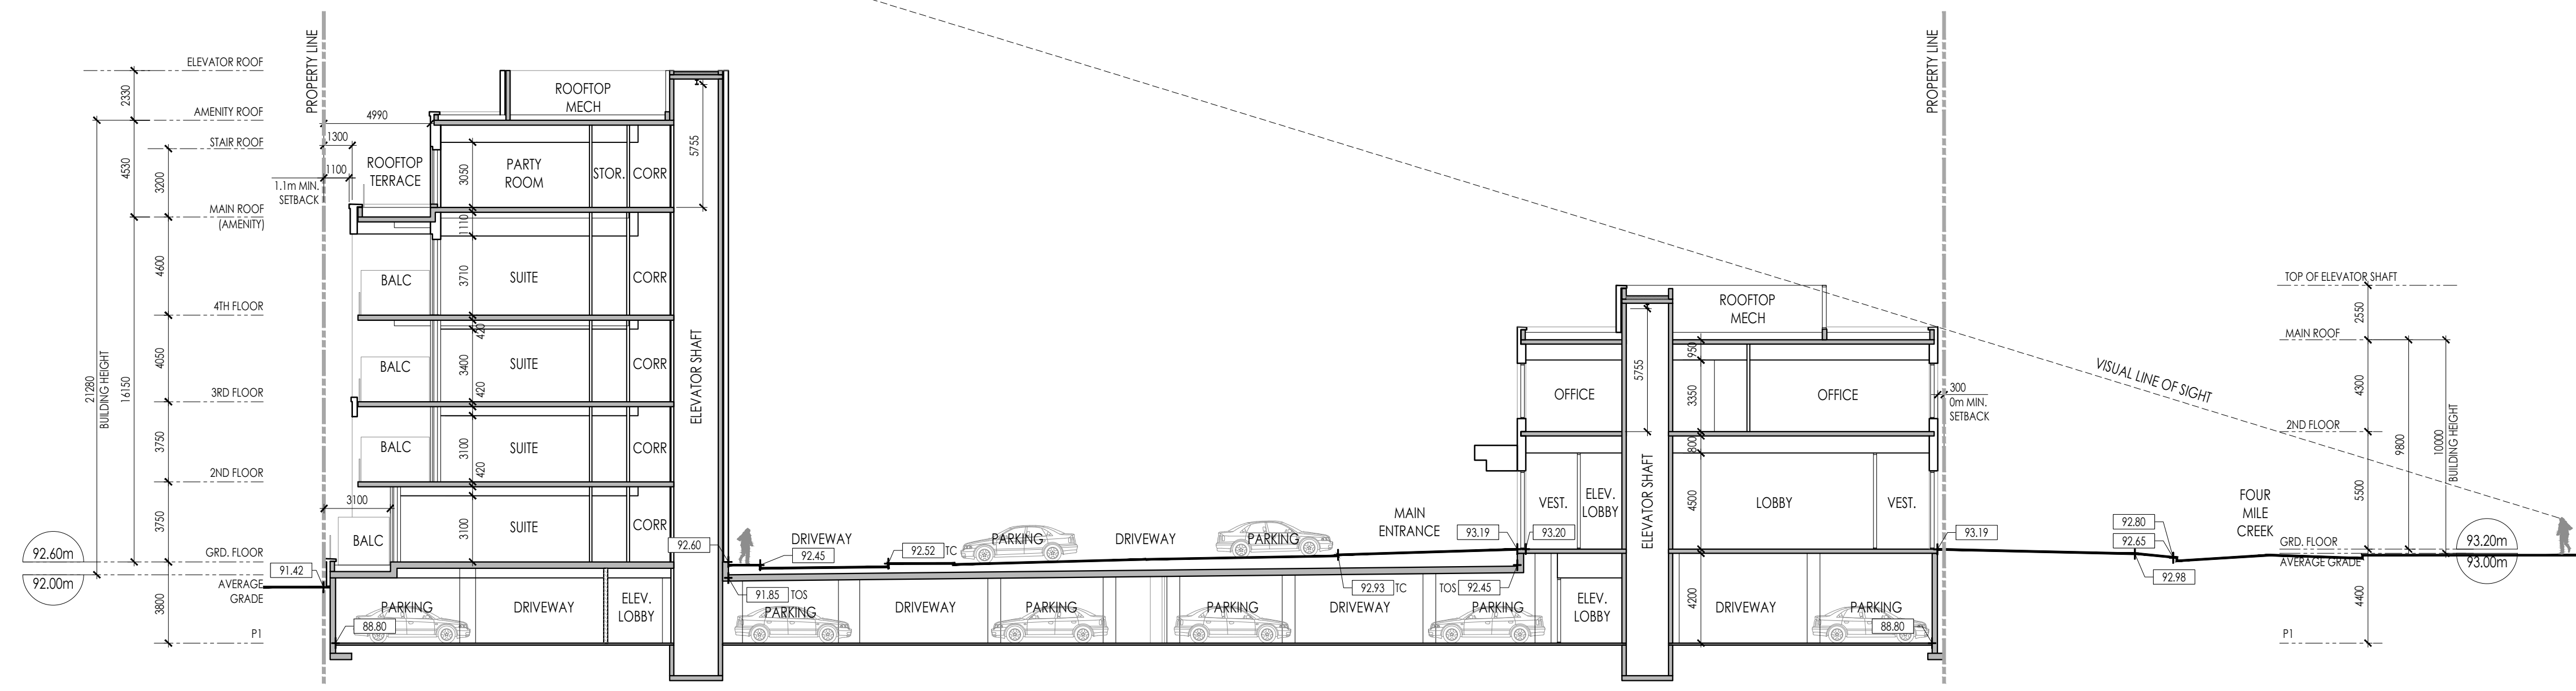 PROPERTY LINE
ELEVATOR ROOF
2330
AMENITY ROOF
4990
1300
STAIR ROOF
1100
1.1m MIN.
SETBACK
4530
3200
MAIN ROOF
(AMENITY)
4600
4TH FLOOR
21280
BUILDING HEIGHT
16150
4050
3RD FLOOR
3750
2ND FLOOR
3100
3750
92.60m
92.00m
GRD. FLOOR
91.42
AVERAGE
GRADE
3800
P1
88.80
ROOFTOP
MECH
ROOFTOP
TERRACE
3050
PARTY
ROOM
STOR.
CORR
5755
1110
BALC
3710
SUITE
CORR
420
BALC
3400
SUITE
CORR
420
BALC
3100
SUITE
CORR
420
BALC
3100
SUITE
CORR
ELEVATOR SHAFT
PARKING
DRIVEWAY
ELEV.
LOBBY
92.60
DRIVEWAY
92.45
92.52 TC
PARKING
DRIVEWAY
PARKING
MAIN
ENTRANCE
93.19
93.20
91.85 TOS
PARKING
DRIVEWAY
PARKING
PARKING
DRIVEWAY
92.93 TC
TOS 92.45
PARKING
ELEV.
LOBBY
ROOFTOP
MECH
950
5755
OFFICE
3350
OFFICE
800
VEST.
ELEV.
LOBBY
ELEVATOR SHAFT
4500
LOBBY
VEST.
4200
DRIVEWAY
PARKING
88.80
PROPERTY LINE
300
0m MIN.
SETBACK
VISUAL LINE OF SIGHT
93.19
92.80
92.65
92.98
FOUR
MILE
CREEK
TOP OF ELEVATOR SHAFT
2550
MAIN ROOF
4300
2ND FLOOR
9800
10000
BUILDING HEIGHT
5500
GRD. FLOOR
AVERAGE GRADE
93.20m
93.00m
4400
P1